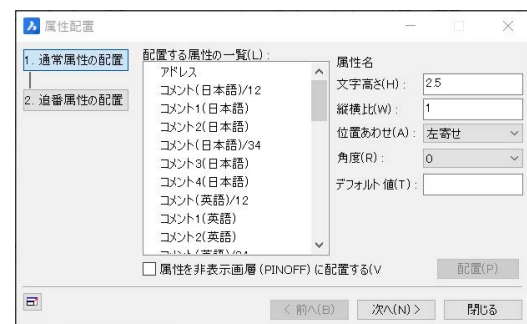 属性配置
1. 通常属性の配置
2. 追番属性の配置
配置する属性の一覧(L) :
アドレス
コメント(日本語)/12
コメント1(日本語)
コメント2(日本語)
コメント(日本語)/34
コメント3(日本語)
コメント4(日本語)
コメント(英語)/12
コメント1(英語)
コメント2(英語)
属性名
文字高さ(H) : 2.5
縦横比(W) : 1
位置あわせ(A) : 左寄せ
角度(R) : 0
デフォルト値(T) :
属性を非表示画層 (PINOFF) に配置する(V
配置(P)
< 前へ(B)
次へ(N) >
閉じる